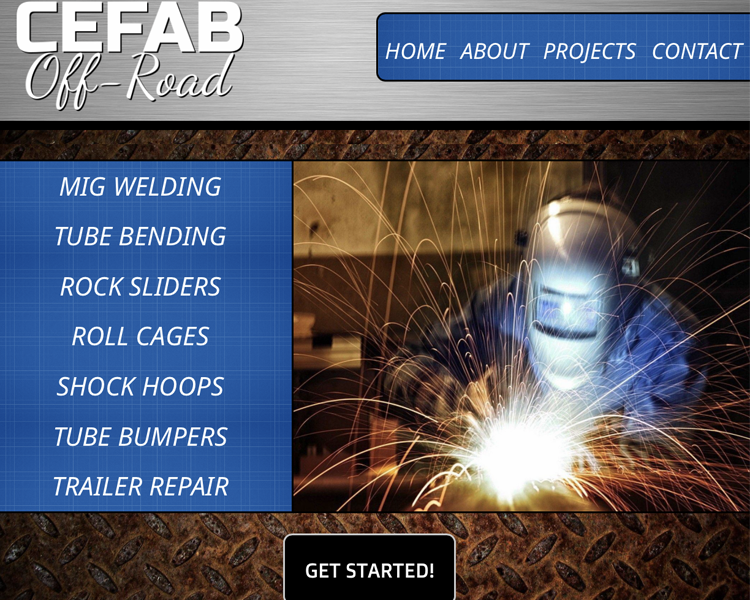 CEFAB
Off-Road
HOME ABOUT PROJECTS CONTACT
MIG WELDING
TUBE BENDING
ROCK SLIDERS
ROLL CAGES
SHOCK HOOPS
TUBE BUMPERS
TRAILER REPAIR
GET STARTED!